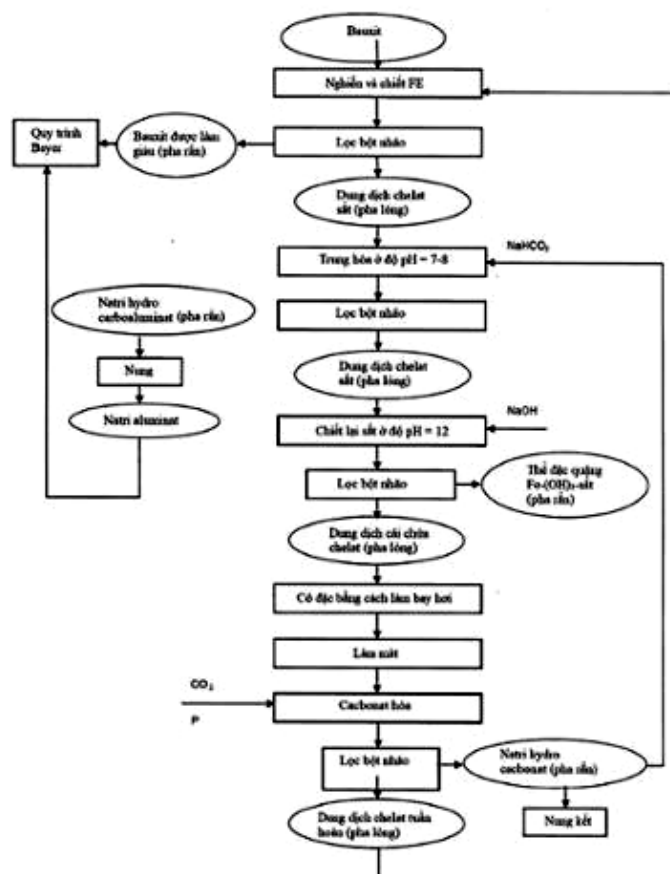 Bauxit
Nghiền và chiết FE
Quy trình
Bayer
Bauxit được làm
giàu (pha rắn)
Lọc bột nhão
Dung dịch chelat
sắt (pha lỏng)
NaHCO₃
Trung hòa ở độ pH = 7-8
Natri hydro
carboaluminat (pha rắn)
Lọc bột nhão
Nung
Dung dịch chelat
sắt (pha lỏng)
Natri aluminat
NaOH
Chiết lại sắt ở độ pH = 12
Lọc bột nhão
Thể đặc quặng
Fe-(OH)₃-sắt
(pha rắn)
Dung dịch cái chứa
chelat (pha lỏng)
Cô đặc bằng cách làm bay hơi
Làm mát
CO₂
P
Cacbonat hóa
Lọc bột nhão
Natri hydro
cacbonat (pha rắn)
Dung dịch chelat tuần
hoàn (pha lỏng)
Nung kết